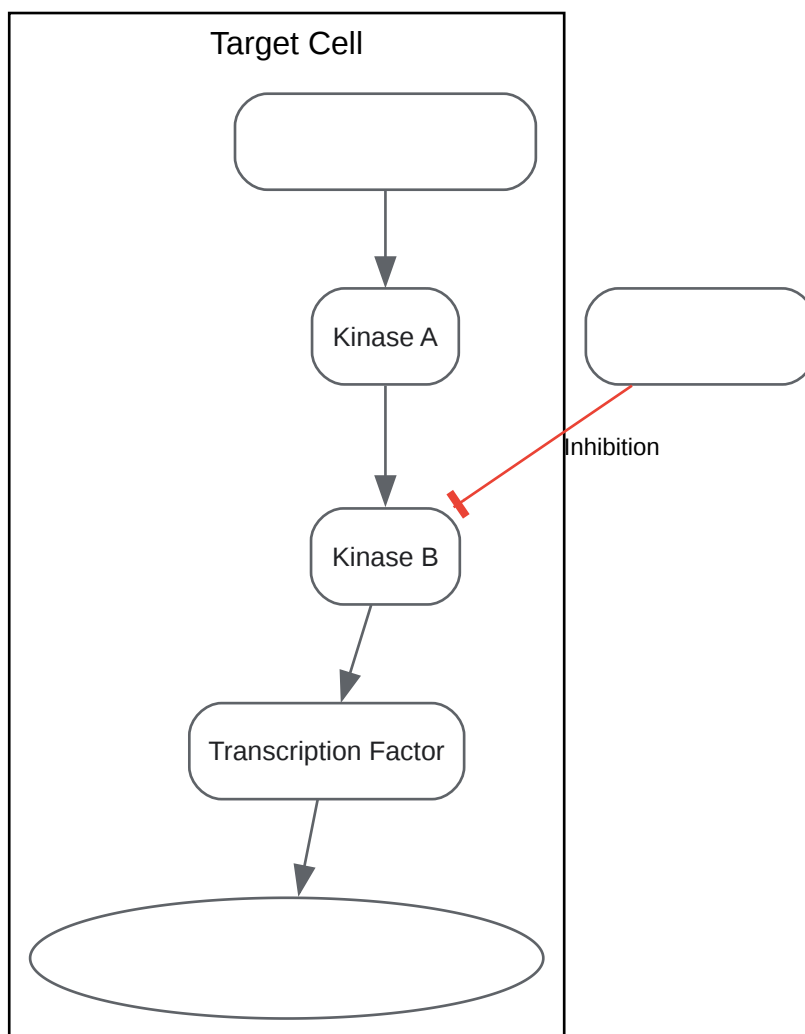 Target Cell
Kinase A
Inhibition
Kinase B
Transcription Factor